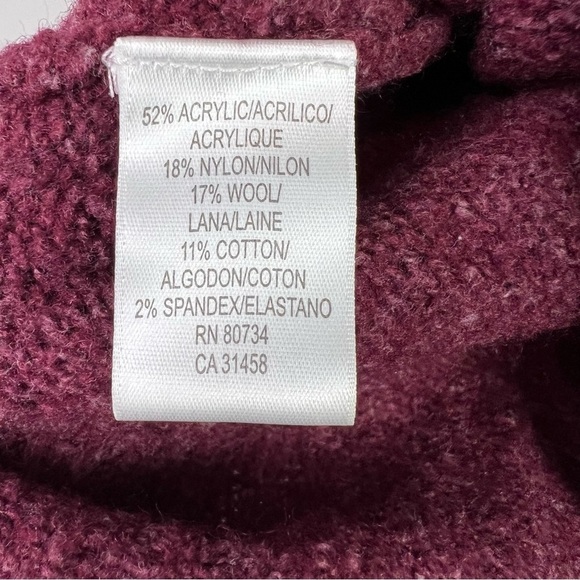 52% ACRYLIC/ACRILICO/
ACRYLIQUE
18% NYLON/NILON
17% WOOL/
LANA/LAINE
11% COTTON/
ALGODON/COTON
2% SPANDEX/ELASTANO
RN 80734
CA 31458